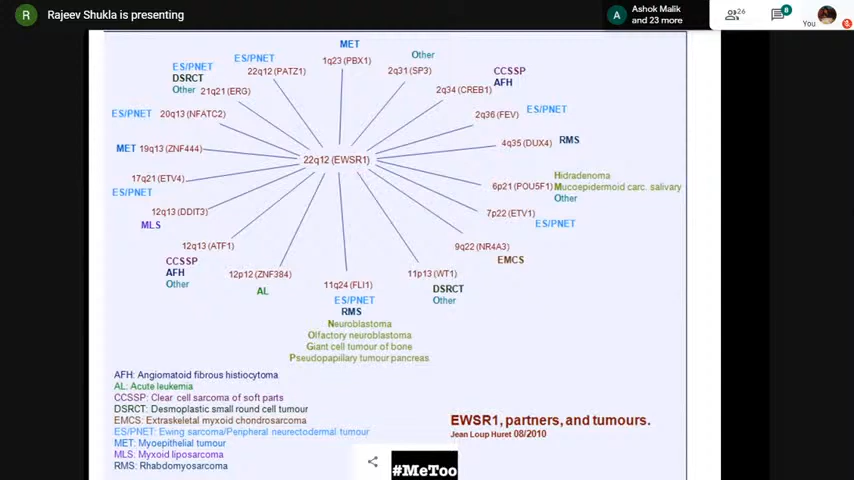 R Rajeev Shukla is presenting
A Ashok Malik
and 23 more
26
8
You
MET
1q23 (PBX1)
Other
2q31 (SP3)
ES/PNET
22q12 (PATZ1)
ES/PNET
DSRCT
Other 21q21 (ERG)
CCSSP
AFH
2q34 (CREB1)
ES/PNET 20q13 (NFATC2)
ES/PNET
2q36 (FEV)
MET 19q13 (ZNF444)
4q35 (DUX4) RMS
22q12 (EWSR1)
17q21 (ETV4)
ES/PNET
6p21 (POU5F1)
Hidradenoma
Mucoepidermoid carc. salivary
Other
12q13 (DDIT3)
MLS
7p22 (ETV1)
ES/PNET
12q13 (ATF1)
CCSSP
AFH
Other
9q22 (NR4A3)
EMCS
12p12 (ZNF384)
AL
11q24 (FLI1)
ES/PNET
RMS
Neuroblastoma
Olfactory neuroblastoma
Giant cell tumour of bone
Pseudopapillary tumour pancreas
11p13 (WT1)
DSRCT
Other
AFH: Angiomatoid fibrous histiocytoma
AL: Acute leukemia
CCSSP: Clear cell sarcoma of soft parts
DSRCT: Desmoplastic small round cell tumour
EMCS: Extraskeletal myxoid chondrosarcoma
ES/PNET: Ewing sarcoma/Peripheral neurectodermal tumour
MET: Myoepithelial tumour
MLS: Myxoid liposarcoma
RMS: Rhabdomyosarcoma
EWSR1, partners, and tumours.
Jean Loup Huret 08/2010
#MeToo